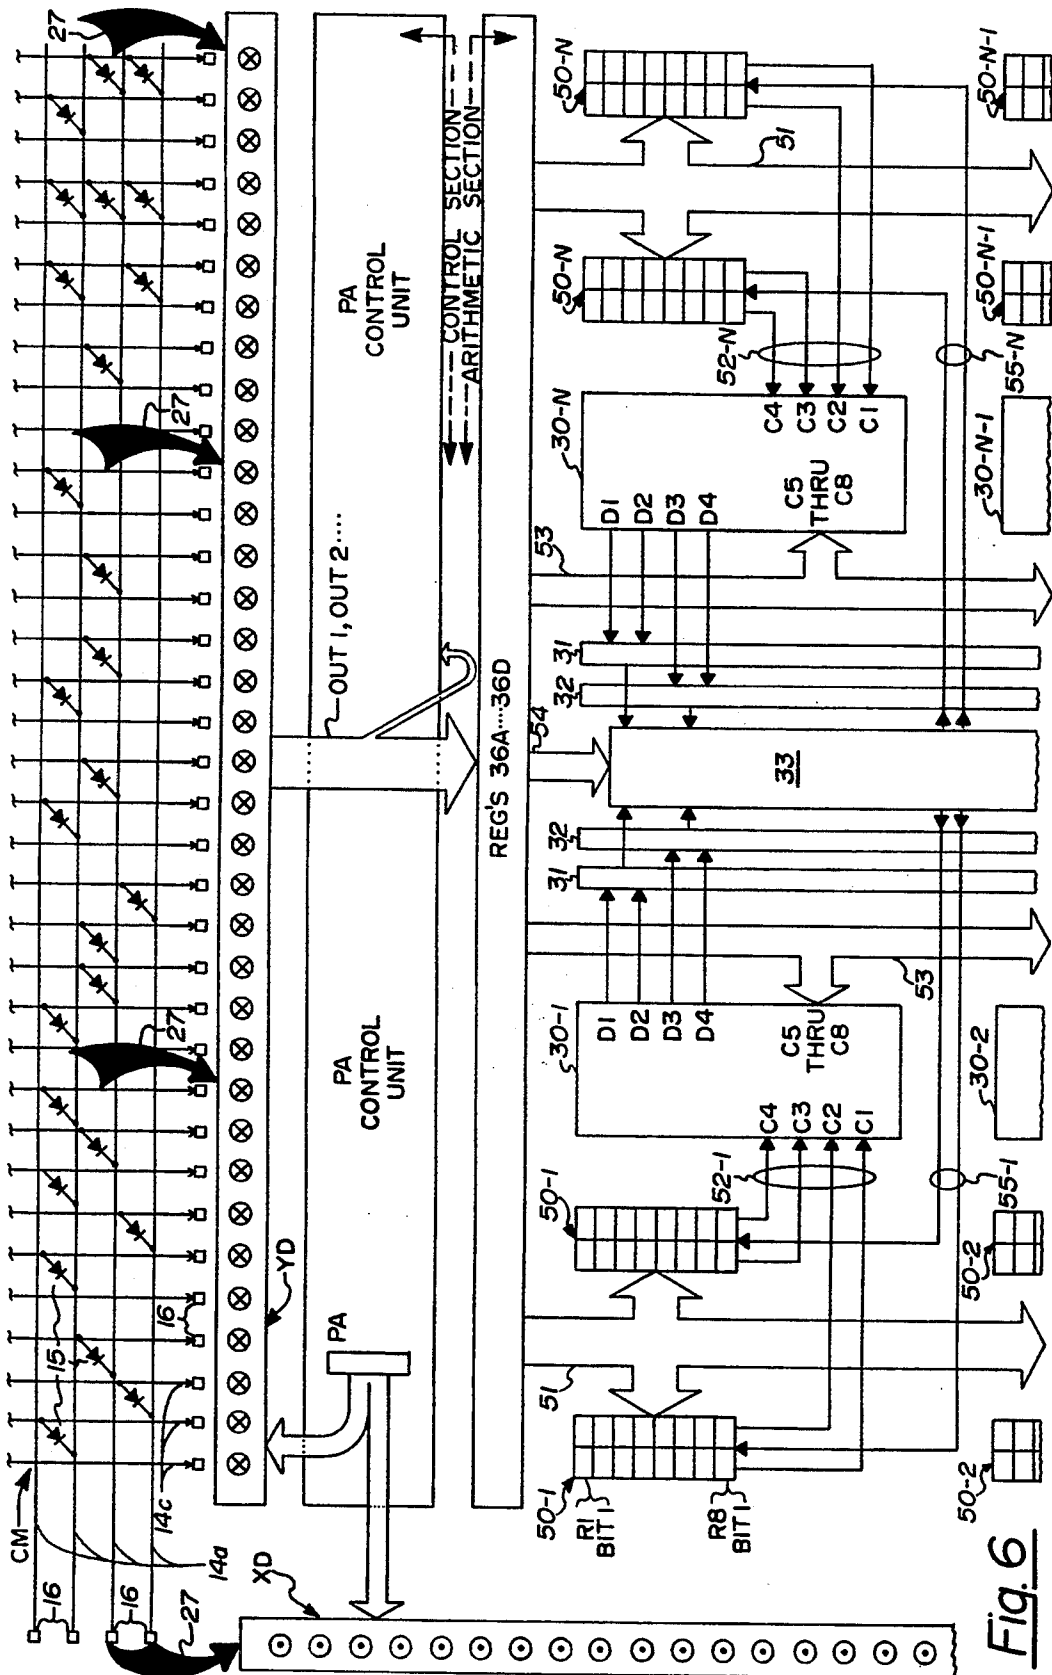 CM
16
16
27
14a
14c
15
16
27
27
27
XD
YD
PA
PA
CONTROL
UNIT
OUT 1, OUT 2....
PA
CONTROL
UNIT
CONTROL SECTION
ARITHMETIC SECTION
REG'S 36A....36D
50-1
R1
BIT 1
R8
BIT 1
51
50-1
52-1
C4
C3
C2
C1
30-1
D1
D2
D3
D4
C5
THRU
C8
53
31
32
54
33
32
31
53
30-N
D1
D2
D3
D4
C5
THRU
C8
C4
C3
C2
C1
52-N
50-N
51
50-N
50-2
50-2
55-1
30-2
30-N-1
55-N
50-N-1
50-N-1
Fig. 6